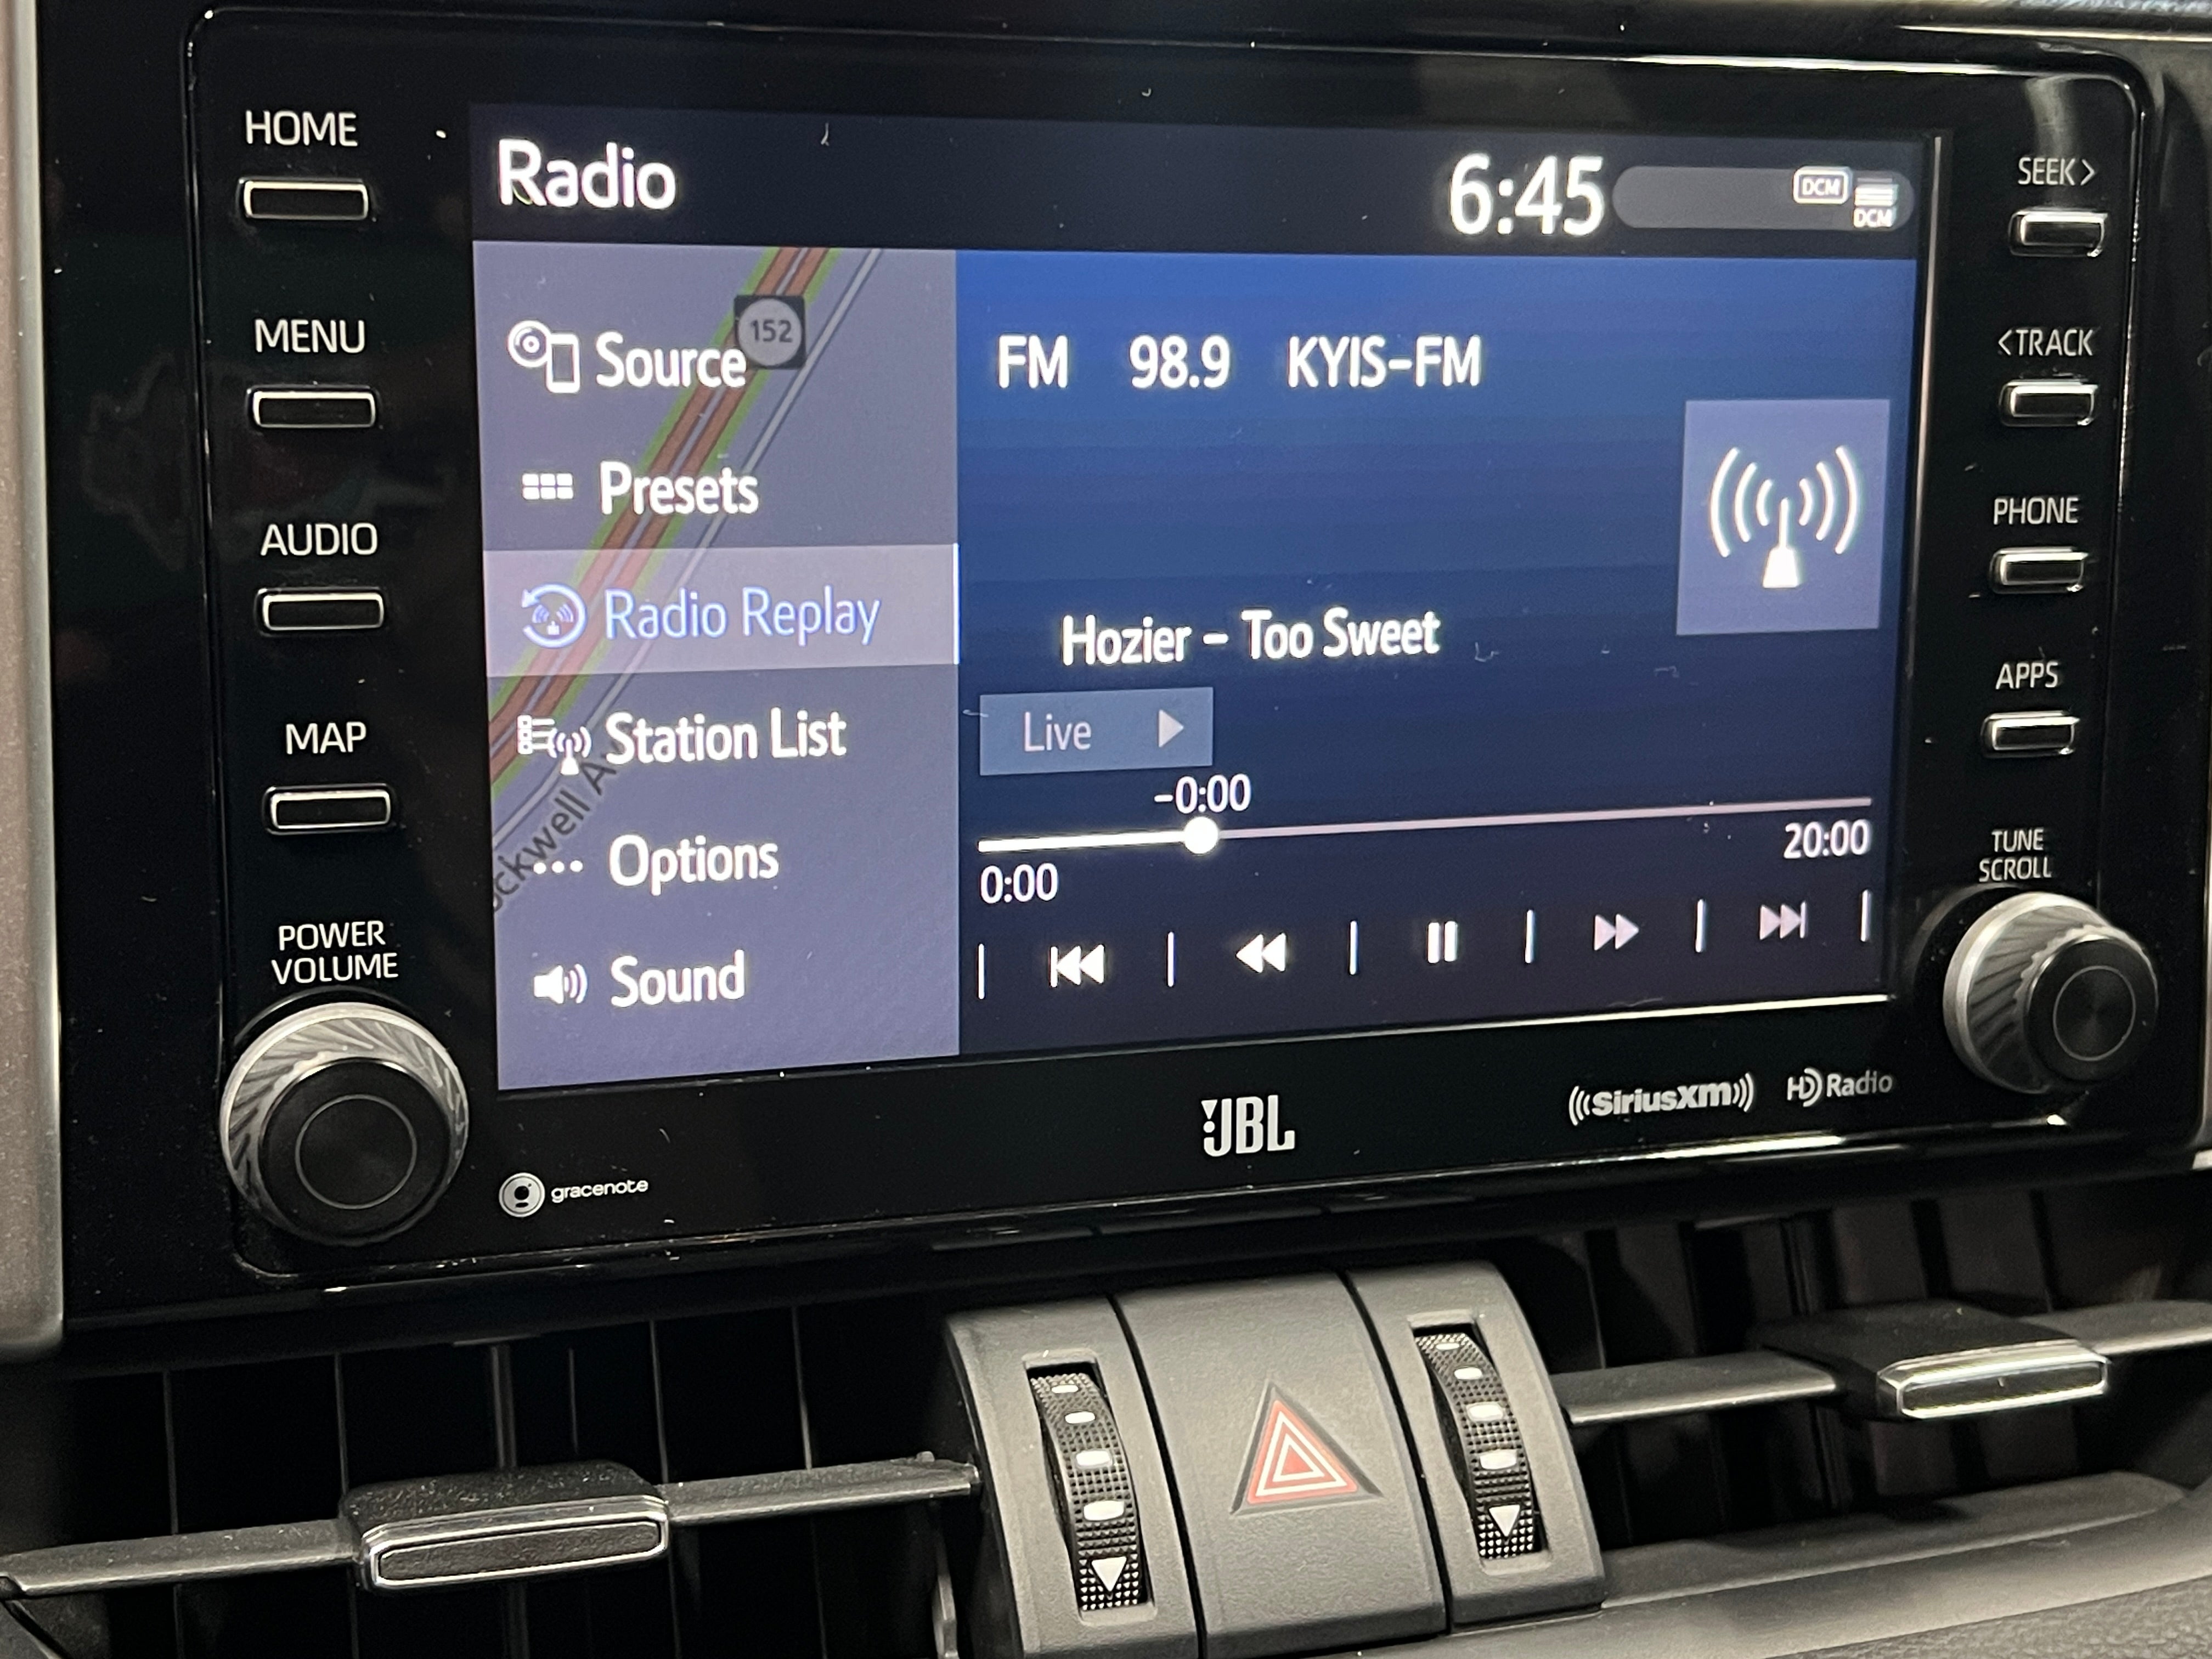 HOME
MENU
AUDIO
MAP
POWER
VOLUME
Radio
6:45
DCM
DCM
152
Source
Presets
Radio Replay
Station List
Options
Sound
FM 98.9 KYIS-FM
Hozier - Too Sweet
Live
-0:00
0:00
20:00
SEEK >
< TRACK
PHONE
APPS
TUNE
SCROLL
JBL
SiriusXM
HD Radio
gracenote